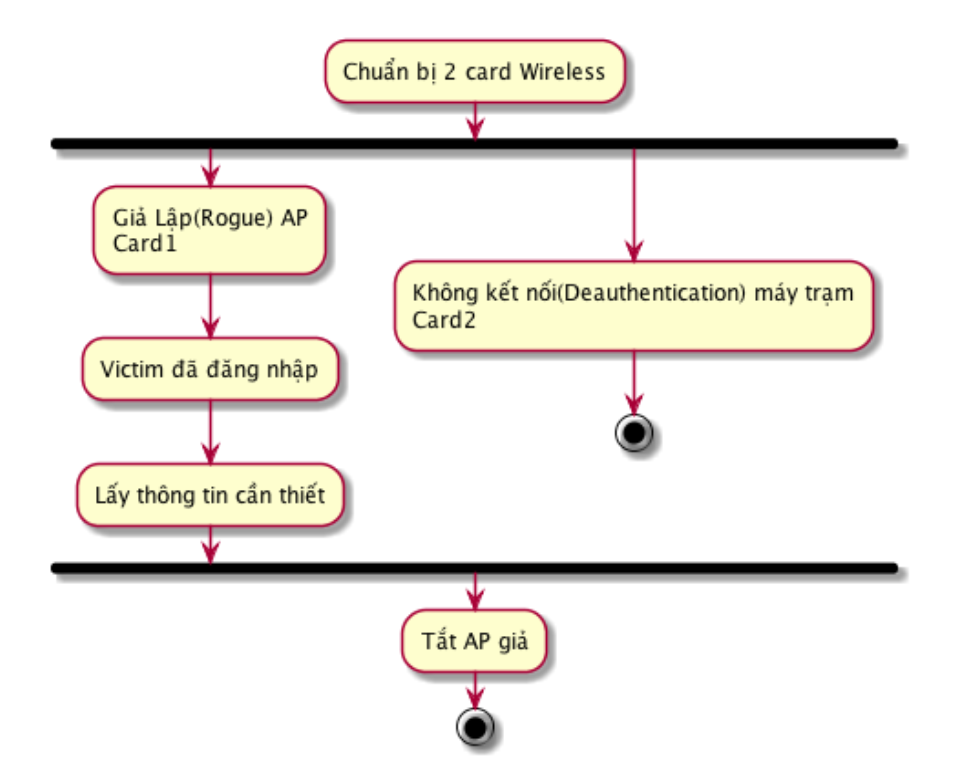 Chuẩn bị 2 card Wireless
Giả Lập(Rogue) AP
Card1
Không kết nối(Deauthentication) máy trạm
Card2
Victim đã đăng nhập
Lấy thông tin cần thiết
Tắt AP giả